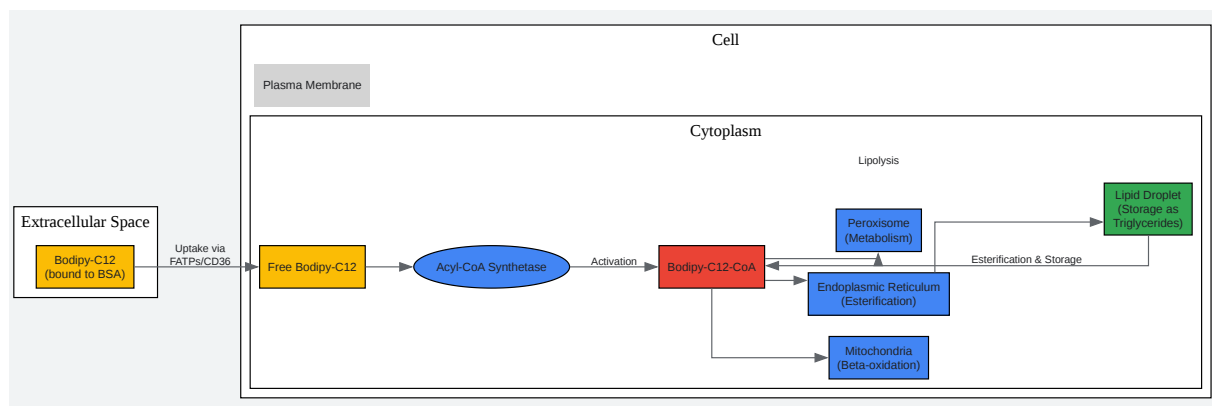 Cell
Plasma Membrane
Cytoplasm
Lipolysis
Extracellular Space
Bodipy-C12
(bound to BSA)
Uptake via
FATPs/CD36
Free Bodipy-C12
Acyl-CoA Synthetase
Activation
Bodipy-C12-CoA
Peroxisome
(Metabolism)
Endoplasmic Reticulum
(Esterification)
Mitochondria
(Beta-oxidation)
Esterification & Storage
Lipid Droplet
(Storage as
Triglycerides)